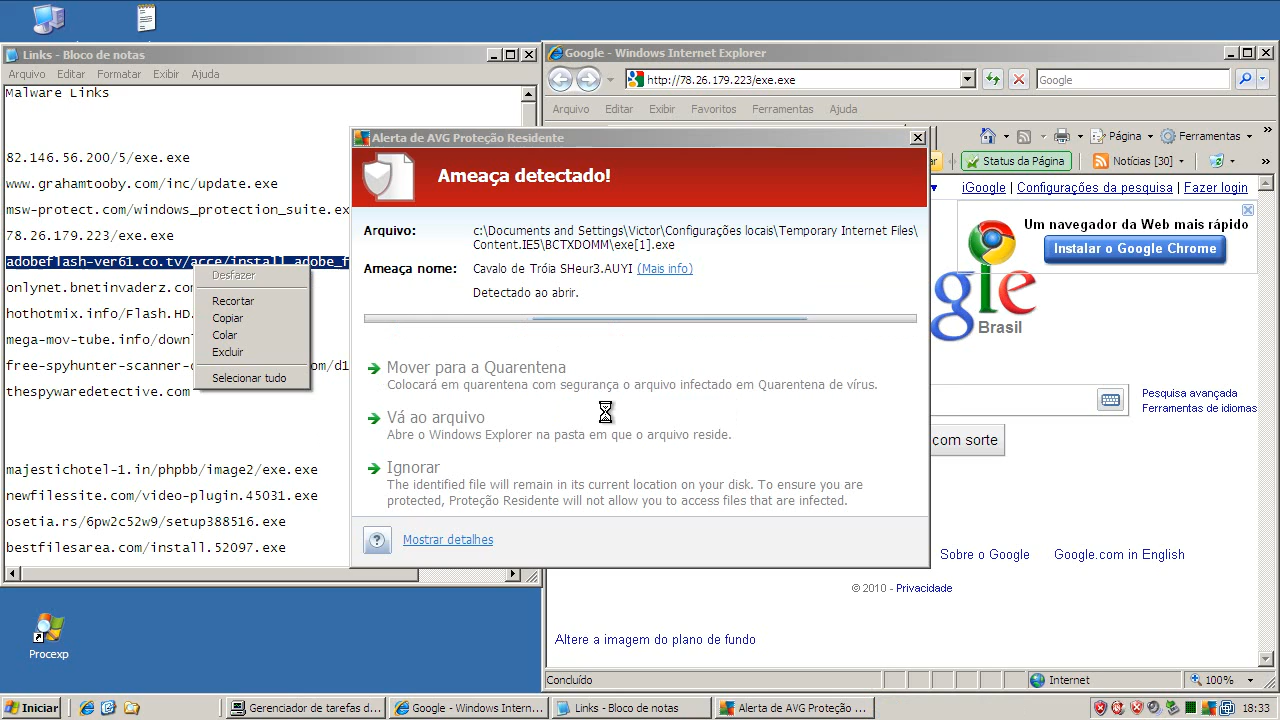 Links - Bloco de notas
Arquivo Editar Formatar Exibir Ajuda
Malware Links
82.146.56.200/5/exe.exe
www.grahamtooby.com/inc/update.exe
msw-protect.com/windows_protection_suite.ex
78.26.179.223/exe.exe
adobeflash-ver61.co.tv/acce/install_adobe_f
onlynet.bnetinvaderz.con
hothotmix.info/Flash.HD.
mega-mov-tube.info/down
free-spyhunter-scanner-
om/d1
thespywaredetective.com
majestichotel-1.in/phpbb/image2/exe.exe
newfilessite.com/video-plugin.45031.exe
osetia.rs/6pw2c52w9/setup388516.exe
bestfilesarea.com/install.52097.exe
Desfazer
Recortar
Copiar
Colar
Excluir
Selecionar tudo
Google - Windows Internet Explorer
http://78.26.179.223/exe.exe
Google
Arquivo Editar Exibir Favoritos Ferramentas Ajuda
Página Ferramentas
ar Status da Página Notícias [30]
iGoogle | Configurações da pesquisa | Fazer login
Um navegador da Web mais rápido
Instalar o Google Chrome
gle
Brasil
Pesquisa avançada
Ferramentas de idiomas
com sorte
Sobre o Google Google.com in English
© 2010 - Privacidade
Altere a imagem do plano de fundo
Concluído Internet 100%
Alerta de AVG Proteção Residente
Ameaça detectado!
Arquivo: c:\Documents and Settings\Victor\Configurações locais\Temporary Internet Files\
Content.IE5\BCTXDOMM\exe[1].exe
Ameaça nome: Cavalo de Tróia SHeur3.AUYI (Mais info)
Detectado ao abrir.
Mover para a Quarentena
Colocará em quarentena com segurança o arquivo infectado em Quarentena de vírus.
Vá ao arquivo
Abre o Windows Explorer na pasta em que o arquivo reside.
Ignorar
The identified file will remain in its current location on your disk. To ensure you are
protected, Proteção Residente will not allow you to access files that are infected.
Mostrar detalhes
Procexp
Iniciar Gerenciador de tarefas d... Google - Windows Intern... Links - Bloco de notas Alerta de AVG Proteção ... 18:33